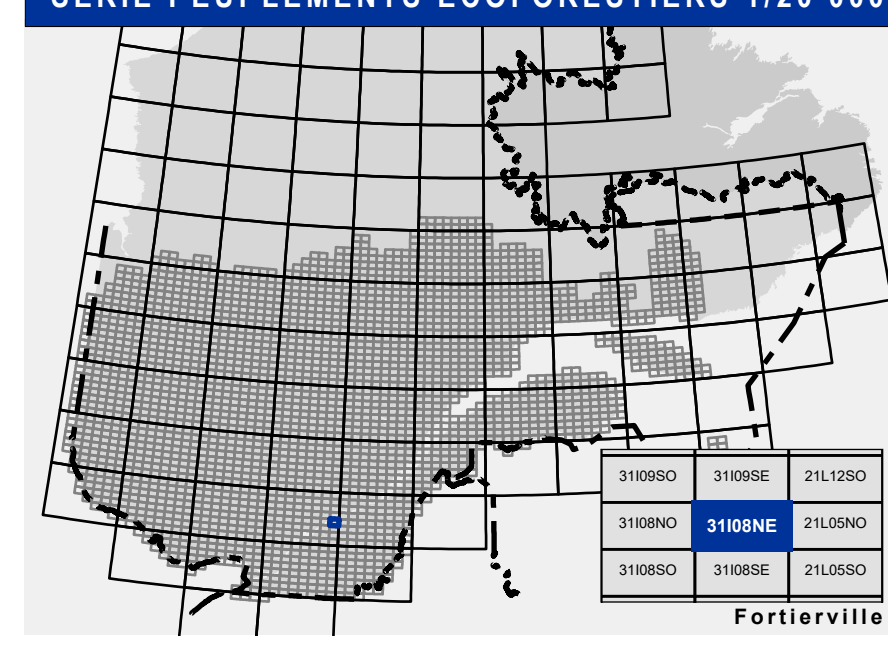 SÉRIE PEUPLEMENTS ÉCOFORESTIERS 1/20 000
31I09SO 31I09SE 21L12SO
31I08NO 31I08NE 21L05NO
31I08SO 31I08SE 21L05SO
Fortierville